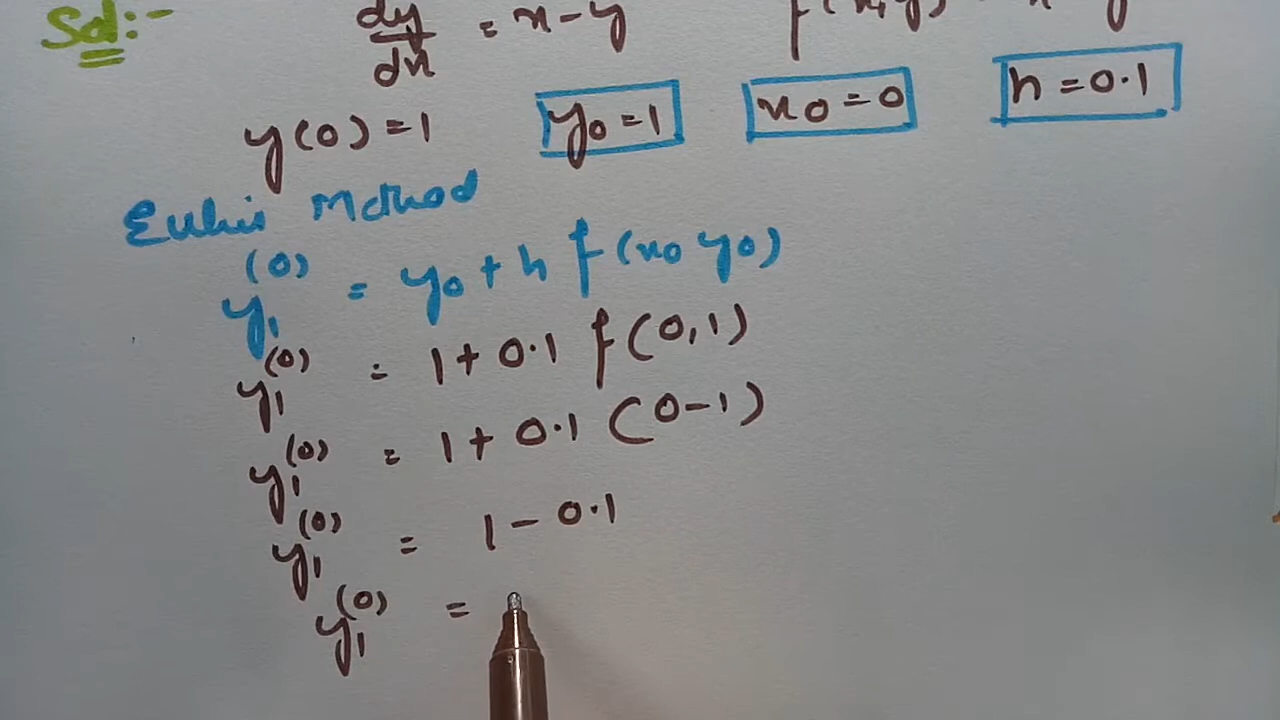 Sol:-
dy/dx = x-y f(x,y) = x-y
y(0)=1 y0=1 x0=0 h=0.1
Euler's Method
y1^(0) = y0 + h f(x0 y0)
y1^(0) = 1+0.1 f(0,1)
y1^(0) = 1+0.1 (0-1)
y1^(0) = 1-0.1
y1^(0) =